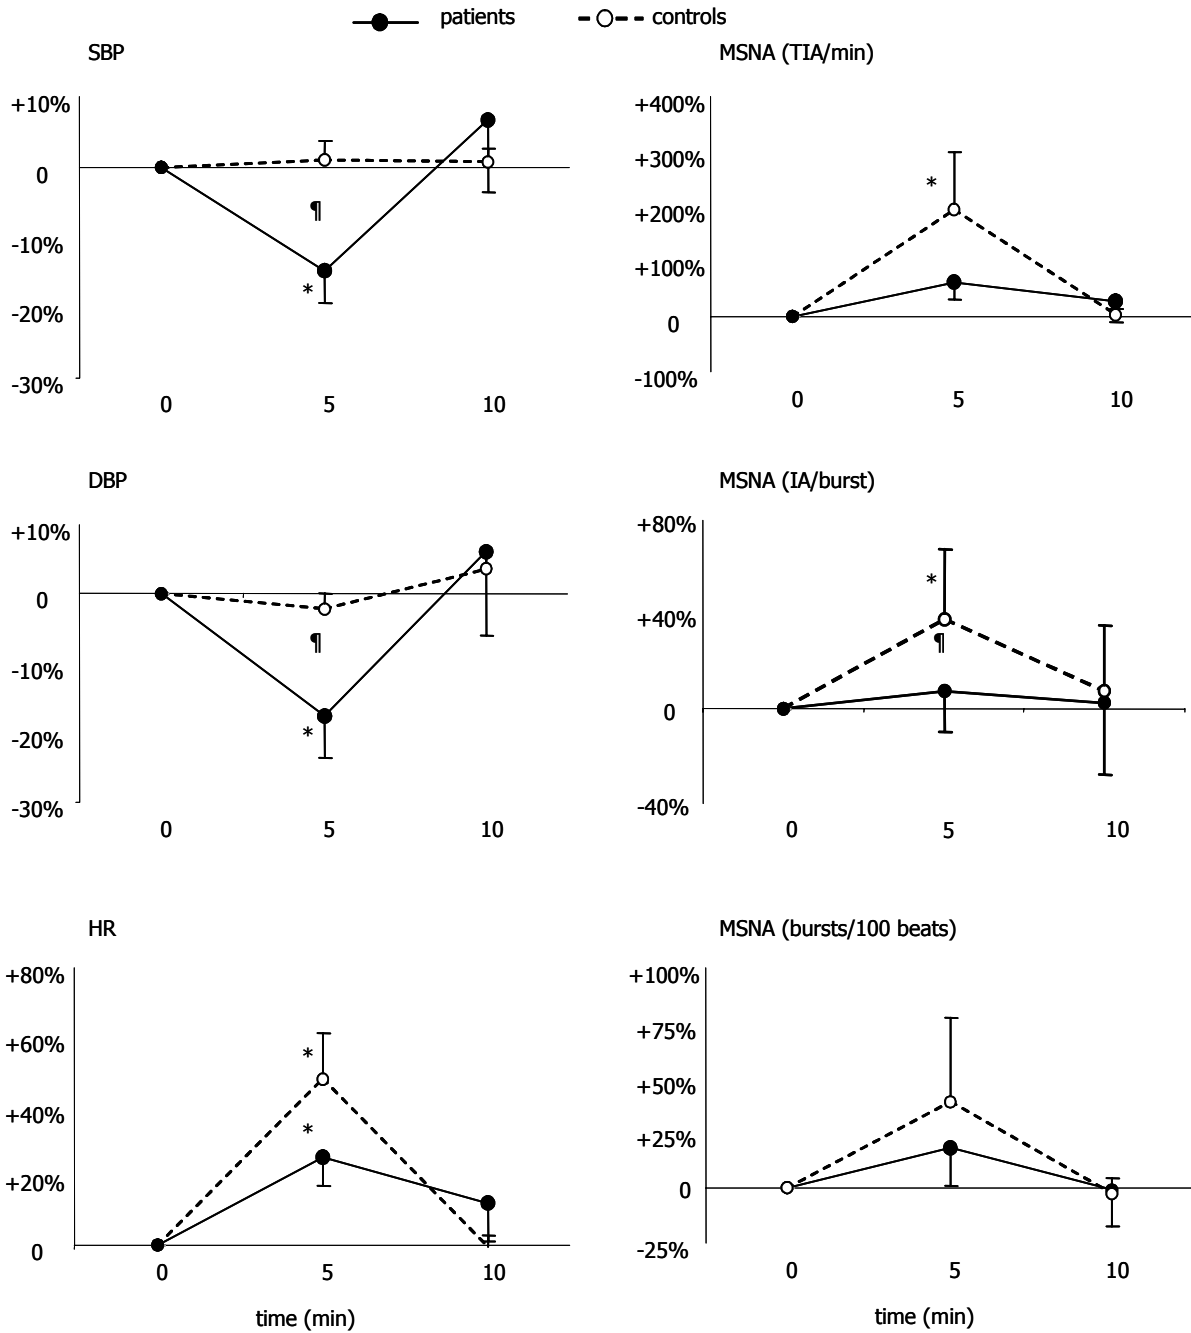 patients
controls
SBP
+10%
0
-10%
-20%
-30%
¶
*
0 5 10
MSNA (TIA/min)
+400%
+300%
+200%
+100%
0
-100%
*
0 5 10
DBP
+10%
0
-10%
-20%
-30%
¶
*
0 5 10
MSNA (IA/burst)
+80%
+40%
0
-40%
*
¶
0 5 10
HR
+80%
+60%
+40%
+20%
0
*
*
0 5 10
time (min)
MSNA (bursts/100 beats)
+100%
+75%
+50%
+25%
0
-25%
0 5 10
time (min)